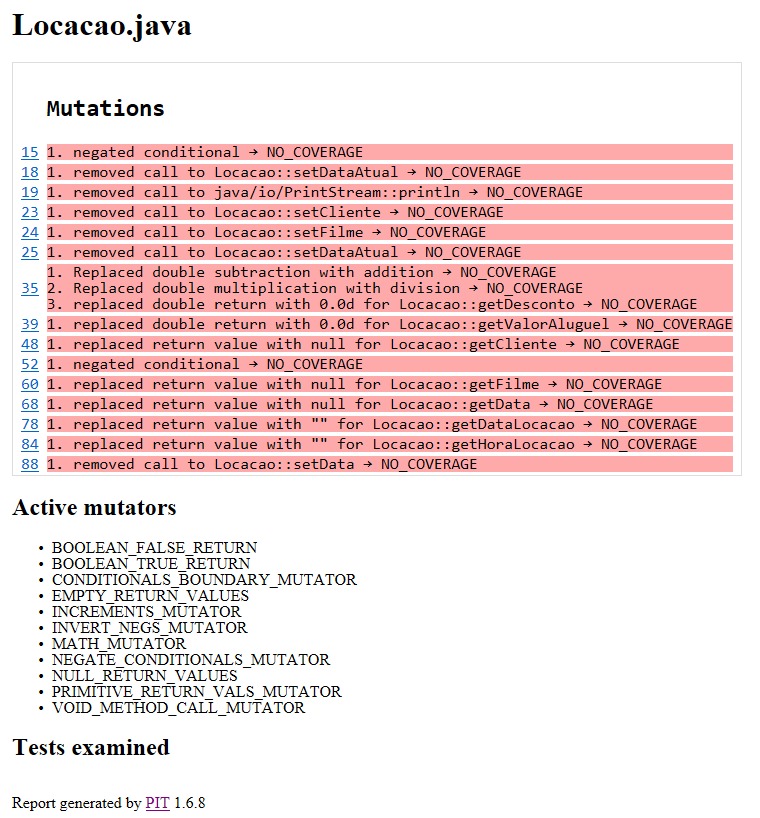 Locacao.java
Mutations
15 1. negated conditional → NO_COVERAGE
18 1. removed call to Locacao::setDataAtual → NO_COVERAGE
19 1. removed call to java/io/PrintStream::println → NO_COVERAGE
23 1. removed call to Locacao::setCliente → NO_COVERAGE
24 1. removed call to Locacao::setFilme → NO_COVERAGE
25 1. removed call to Locacao::setDataAtual → NO_COVERAGE
1. Replaced double subtraction with addition → NO_COVERAGE
35 2. Replaced double multiplication with division → NO_COVERAGE
3. replaced double return with 0.0d for Locacao::getDesconto → NO_COVERAGE
39 1. replaced double return with 0.0d for Locacao::getValorAluguel → NO_COVERAGE
48 1. replaced return value with null for Locacao::getCliente → NO_COVERAGE
52 1. negated conditional → NO_COVERAGE
60 1. replaced return value with null for Locacao::getFilme → NO_COVERAGE
68 1. replaced return value with null for Locacao::getData → NO_COVERAGE
78 1. replaced return value with "" for Locacao::getDataLocacao → NO_COVERAGE
84 1. replaced return value with "" for Locacao::getHoraLocacao → NO_COVERAGE
88 1. removed call to Locacao::setData → NO_COVERAGE
Active mutators
• BOOLEAN_FALSE_RETURN
• BOOLEAN_TRUE_RETURN
• CONDITIONALS_BOUNDARY_MUTATOR
• EMPTY_RETURN_VALUES
• INCREMENTS_MUTATOR
• INVERT_NEGS_MUTATOR
• MATH_MUTATOR
• NEGATE_CONDITIONALS_MUTATOR
• NULL_RETURN_VALUES
• PRIMITIVE_RETURN_VALS_MUTATOR
• VOID_METHOD_CALL_MUTATOR
Tests examined
Report generated by PIT 1.6.8